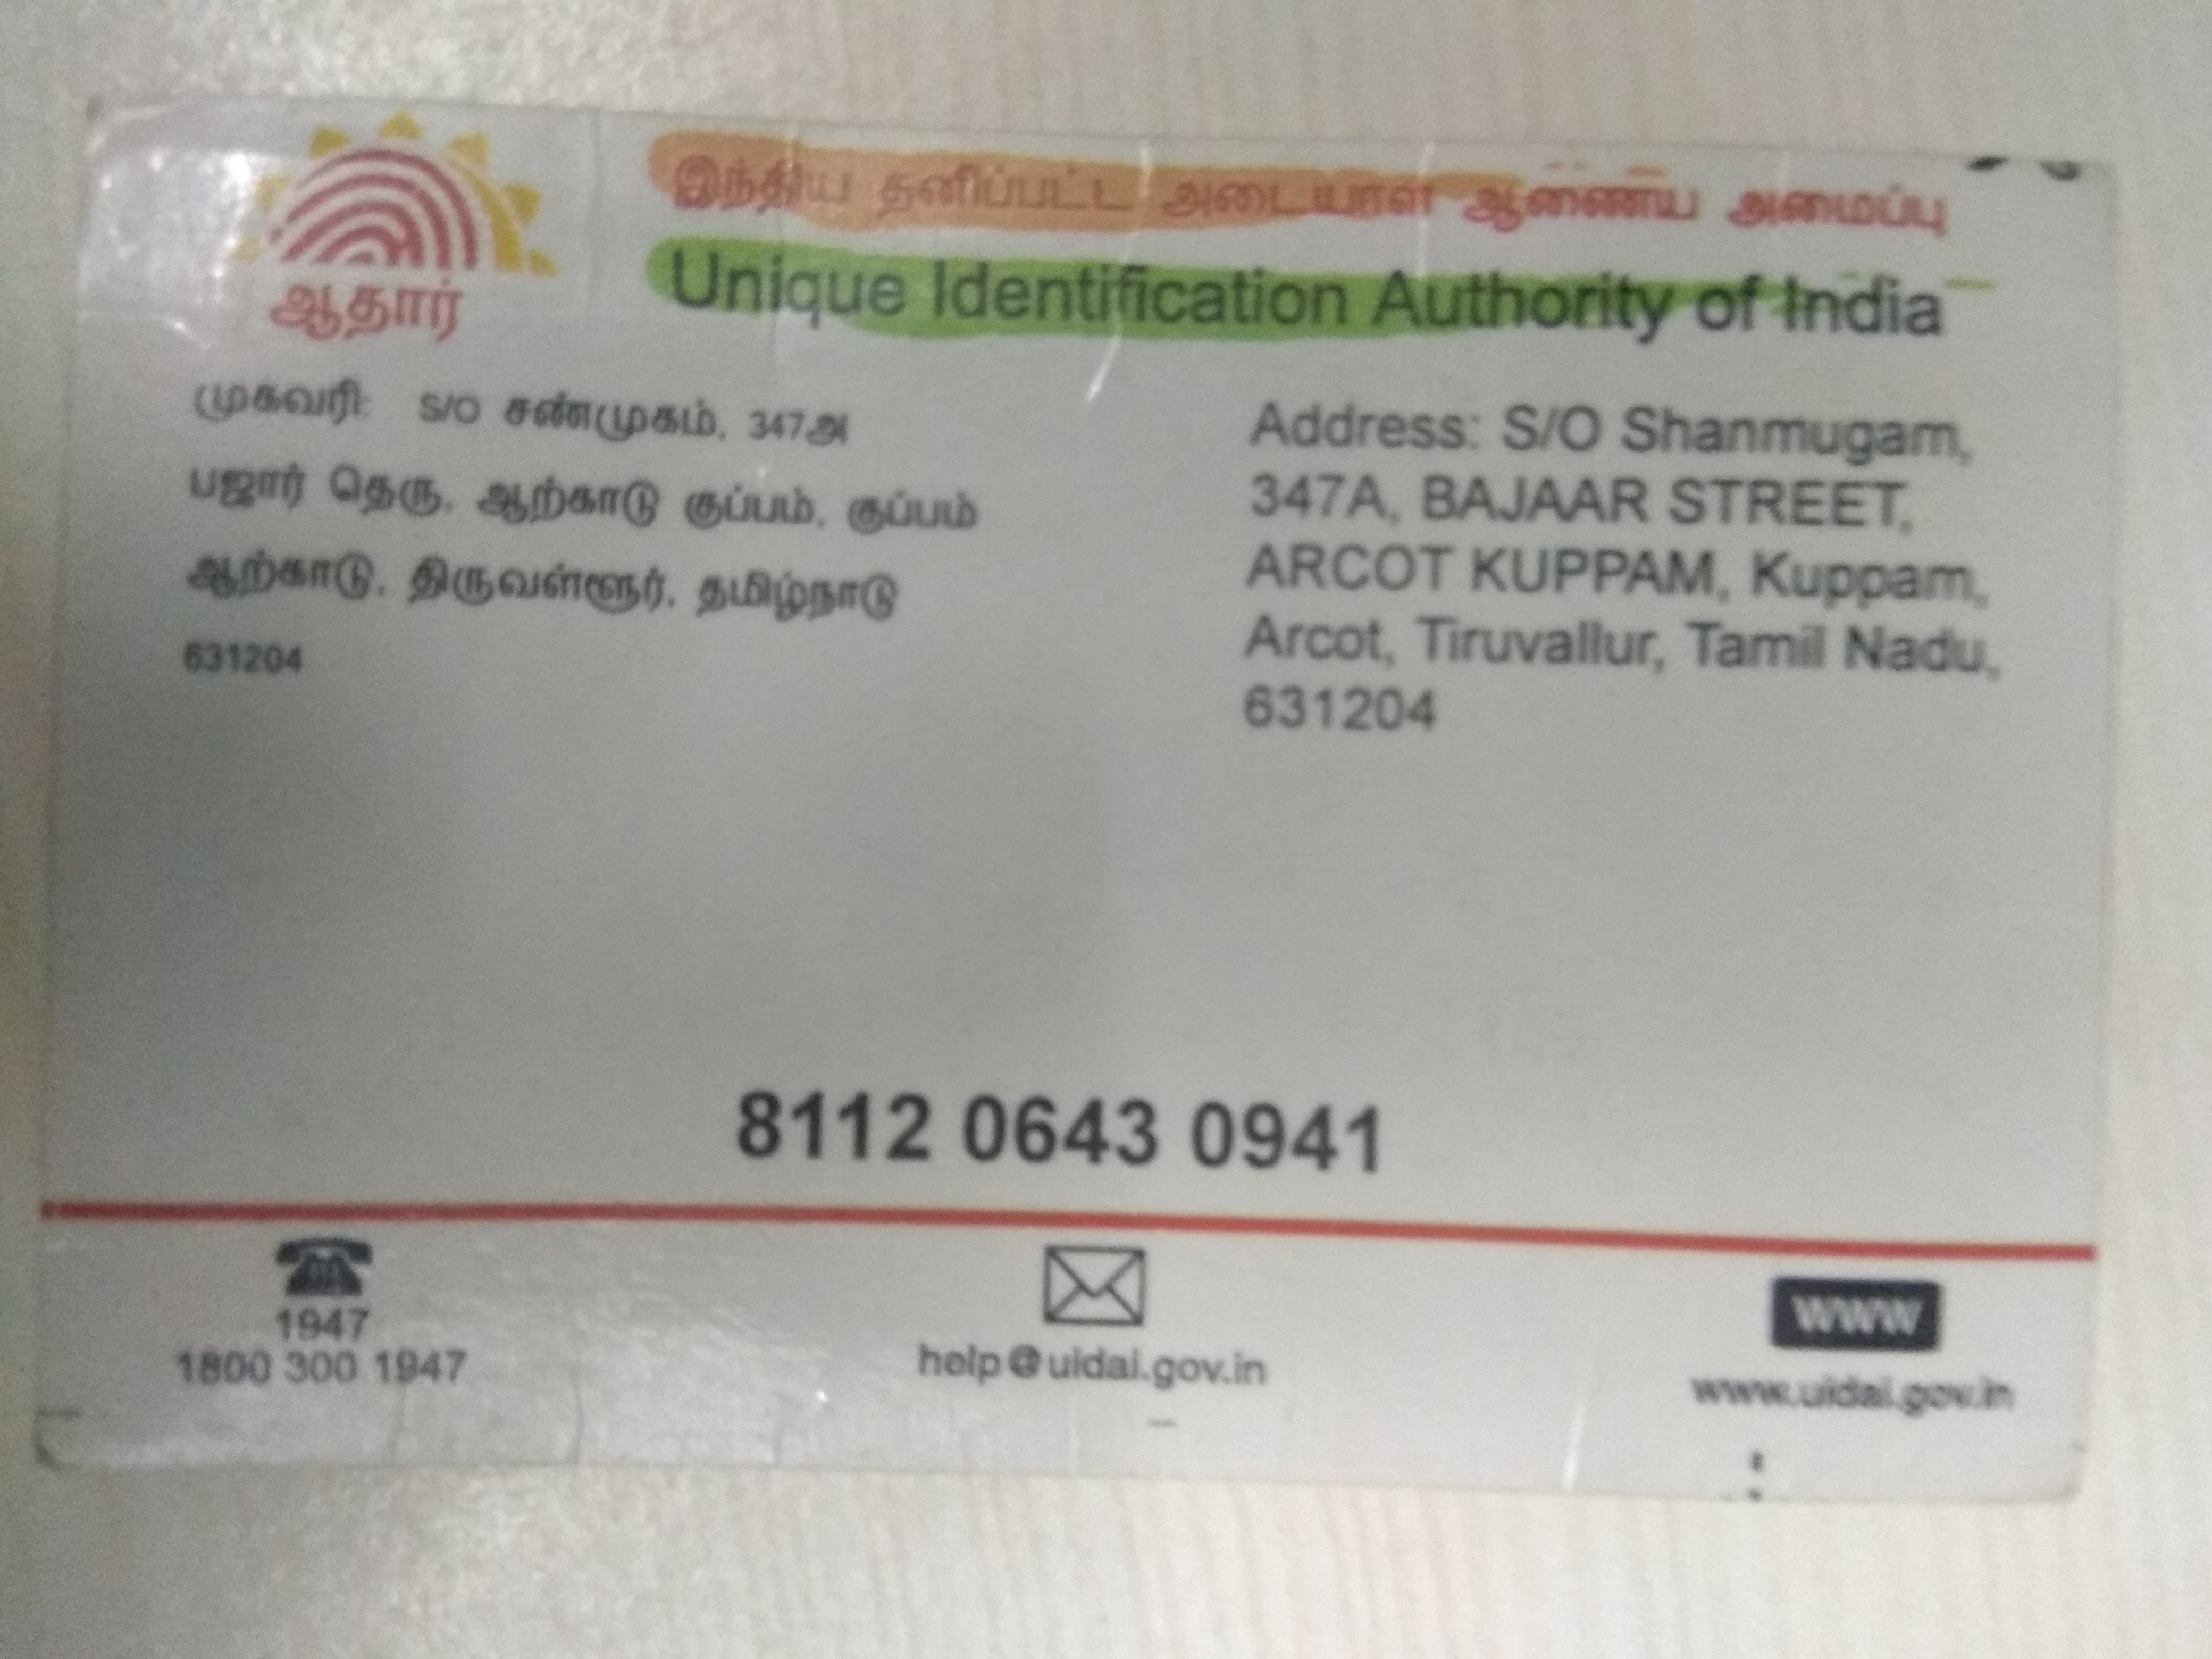 ஆதார்
இந்திய தனிப்பட்ட அடையாள ஆணைய அமைப்பு
Unique Identification Authority of India
முகவரி: S/O சண்முகம், 347அ
பஜார் தெரு, ஆற்காடு குப்பம், குப்பம்
ஆற்காடு, திருவள்ளூர், தமிழ்நாடு
631204
Address: S/O Shanmugam,
347A, BAJAAR STREET,
ARCOT KUPPAM, Kuppam,
Arcot, Tiruvallur, Tamil Nadu,
631204
8112 0643 0941
1947
1800 300 1947
help@uidai.gov.in
WWW
www.uidai.gov.in